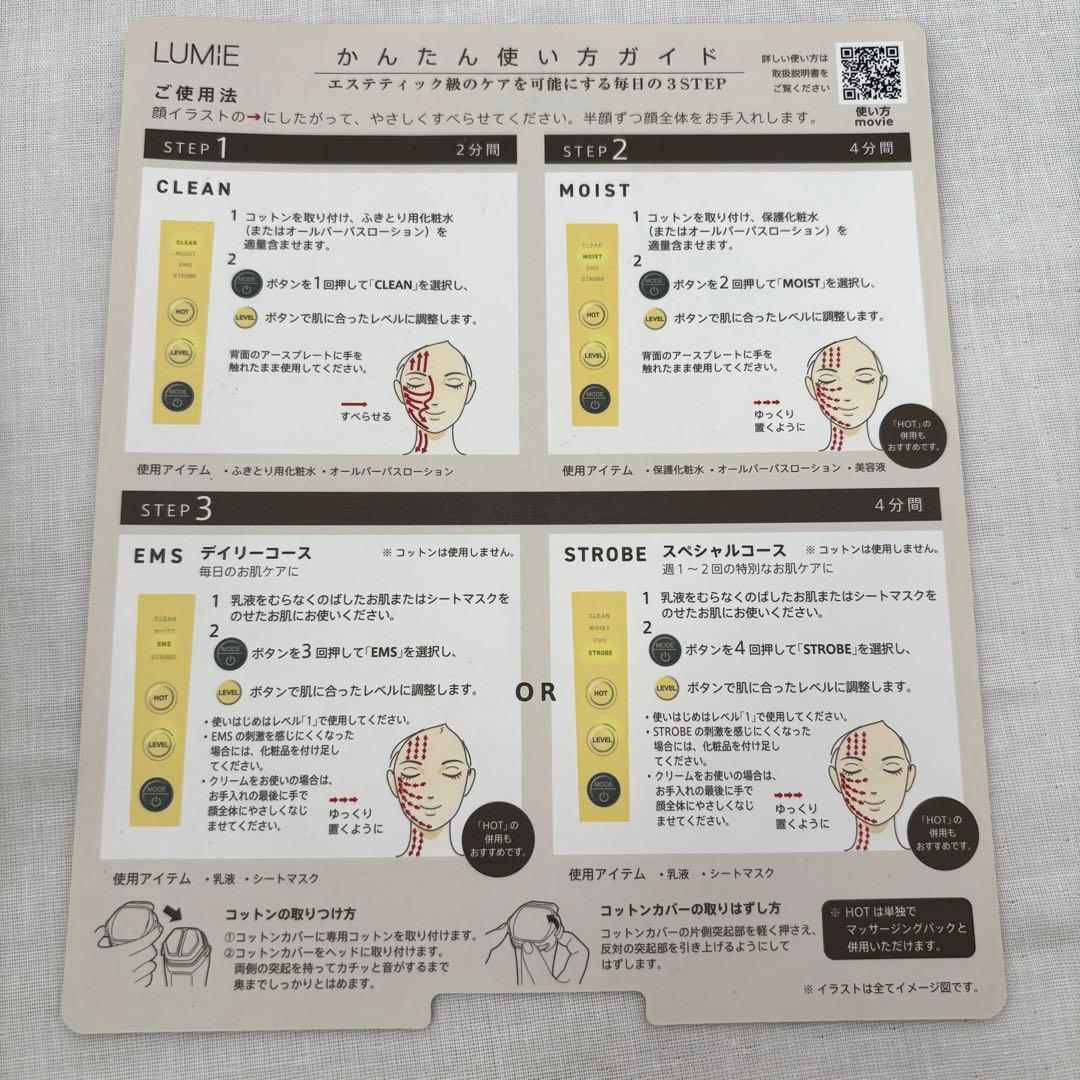 LUMIE
かんたん使い方ガイド
エステティック級のケアを可能にする毎日の3STEP
詳しい使い方は
取扱説明書を
ご覧ください
使い方
movie
ご使用法
顔イラストの→にしたがって、やさしくすべらせてください。半顔ずつ顔全体をお手入れします。
STEP 1
2分間
CLEAN
1 コットンを取り付け、ふきとり用化粧水
（またはオールパーパスローション）を
適量含ませます。
2
MODE ボタンを1回押して「CLEAN」を選択し、
LEVEL ボタンで肌に合ったレベルに調整します。
背面のアースプレートに手を
触れたまま使用してください。
すべらせる
CLEAN
MOIST
EMS
STROBE
HOT
LEVEL
MODE
使用アイテム ・ふきとり用化粧水 ・オールパーパスローション
STEP 2
4分間
MOIST
1 コットンを取り付け、保護化粧水
（またはオールパーパスローション）を
適量含ませます。
2
MODE ボタンを2回押して「MOIST」を選択し、
LEVEL ボタンで肌に合ったレベルに調整します。
背面のアースプレートに手を
触れたまま使用してください。
ゆっくり
置くように
「HOT」の
併用も
おすすめです。
CLEAN
MOIST
EMS
STROBE
HOT
LEVEL
MODE
使用アイテム ・保護化粧水 ・オールパーパスローション ・美容液
STEP 3
4分間
EMS デイリーコース ※コットンは使用しません。
毎日のお肌ケアに
1 乳液をむらなくのばしたお肌またはシートマスクを
のせたお肌にお使いください。
2
MODE ボタンを3回押して「EMS」を選択し、
LEVEL ボタンで肌に合ったレベルに調整します。
・使いはじめはレベル「1」で使用してください。
・EMSの刺激を感じにくくなった
場合には、化粧品を付け足し
てください。
・クリームをお使いの場合は、
お手入れの最後に手で
顔全体にやさしくなじ
ませてください。
ゆっくり
置くように
「HOT」の
併用も
おすすめです。
CLEAN
MOIST
EMS
STROBE
HOT
LEVEL
MODE
使用アイテム ・乳液 ・シートマスク
OR
STROBE スペシャルコース ※コットンは使用しません。
週1～2回の特別なお肌ケアに
1 乳液をむらなくのばしたお肌またはシートマスクを
のせたお肌にお使いください。
2
MODE ボタンを4回押して「STROBE」を選択し、
LEVEL ボタンで肌に合ったレベルに調整します。
・使いはじめはレベル「1」で使用してください。
・STROBEの刺激を感じにくくなった
場合には、化粧品を付け足し
てください。
・クリームをお使いの場合は、
お手入れの最後に手で
顔全体にやさしくなじ
ませてください。
ゆっくり
置くように
「HOT」の
併用も
おすすめです。
CLEAN
MOIST
EMS
STROBE
HOT
LEVEL
MODE
使用アイテム ・乳液 ・シートマスク
コットンの取りつけ方
①コットンカバーに専用コットンを取り付けます。
②コットンカバーをヘッドに取り付けます。
両側の突起を持ってカチッと音がするまで
奥までしっかりとはめます。
コットンカバーの取りはずし方
コットンカバーの片側突起部を軽く押さえ、
反対の突起部を引き上げるようにして
はずします。
※ HOTは単独で
マッサージングパックと
併用いただけます。
※イラストは全てイメージ図です。